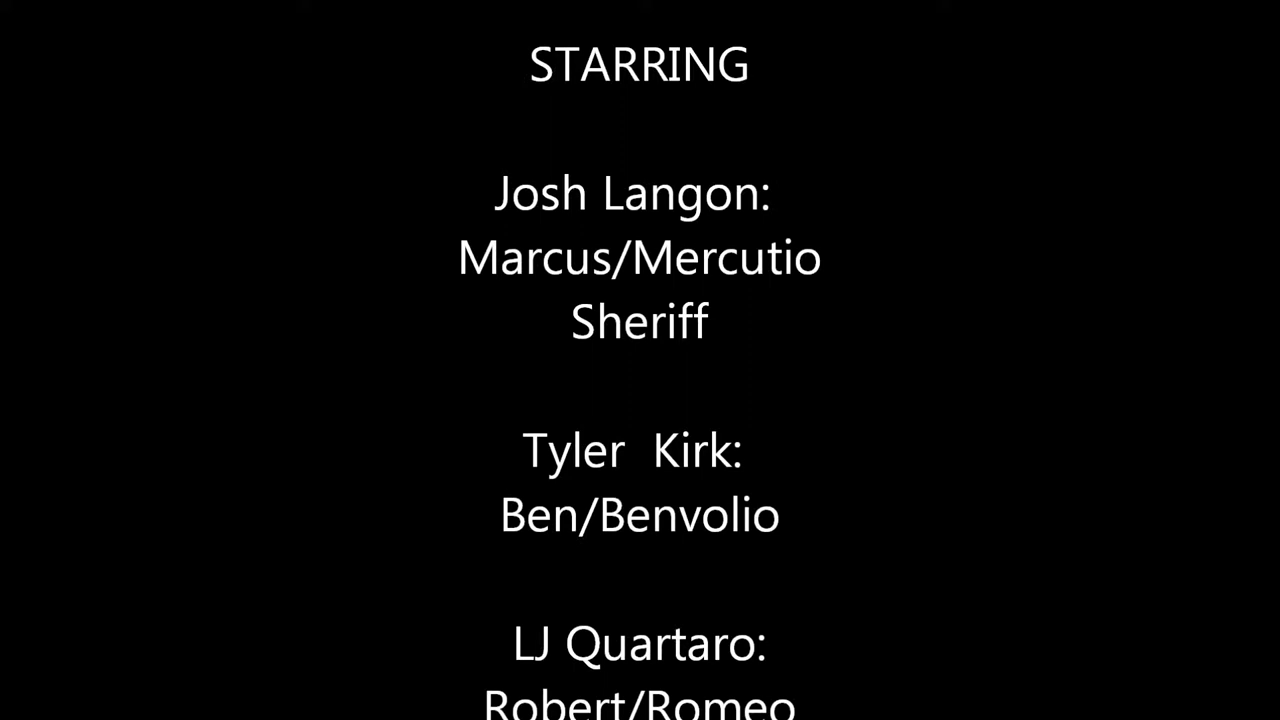 STARRING
Josh Langon:
Marcus/Mercutio
Sheriff
Tyler  Kirk:
Ben/Benvolio
LJ Quartaro:
Robert/Romeo